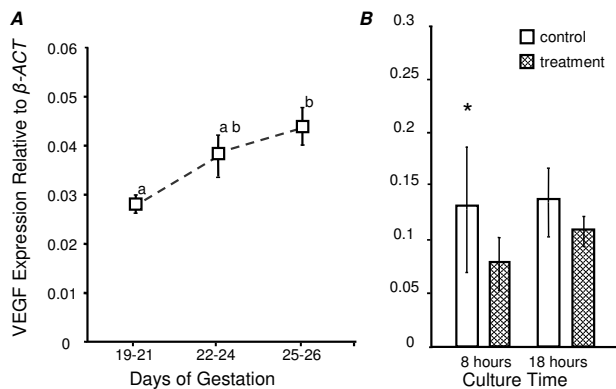 A
VEGF Expression Relative to β-ACT
0.06
0.05
0.04
0.03
0.02
0.01
0
a
a b
b
19-21
22-24
25-26
Days of Gestation
B
0.3
0.25
0.2
0.15
0.1
0.05
0
control
treatment
*
8 hours
18 hours
Culture Time